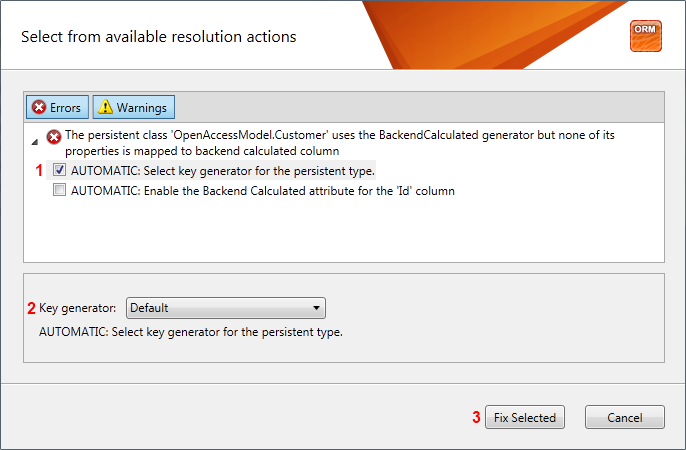 Select from available resolution actions
ORM
Errors
Warnings
The persistent class 'OpenAccessModel.Customer' uses the BackendCalculated generator but none of its
properties is mapped to backend calculated column
1 AUTOMATIC: Select key generator for the persistent type.
AUTOMATIC: Enable the Backend Calculated attribute for the 'Id' column
2 Key generator: Default
AUTOMATIC: Select key generator for the persistent type.
3 Fix Selected Cancel